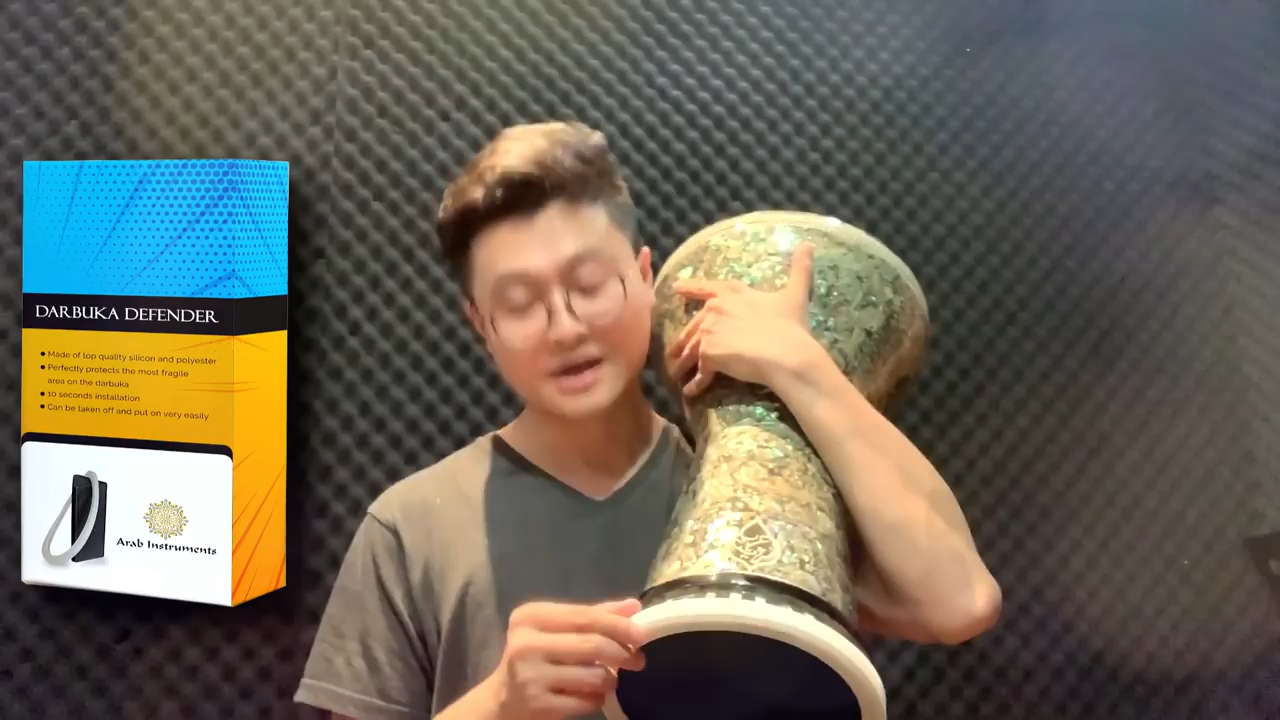 DARBUKA DEFENDER
● Made of top quality silicon and polyester
● Perfectly protects the most fragile
area on the darbuka
● 10 seconds installation
● Can be taken off and put on very easily
Arab Instruments